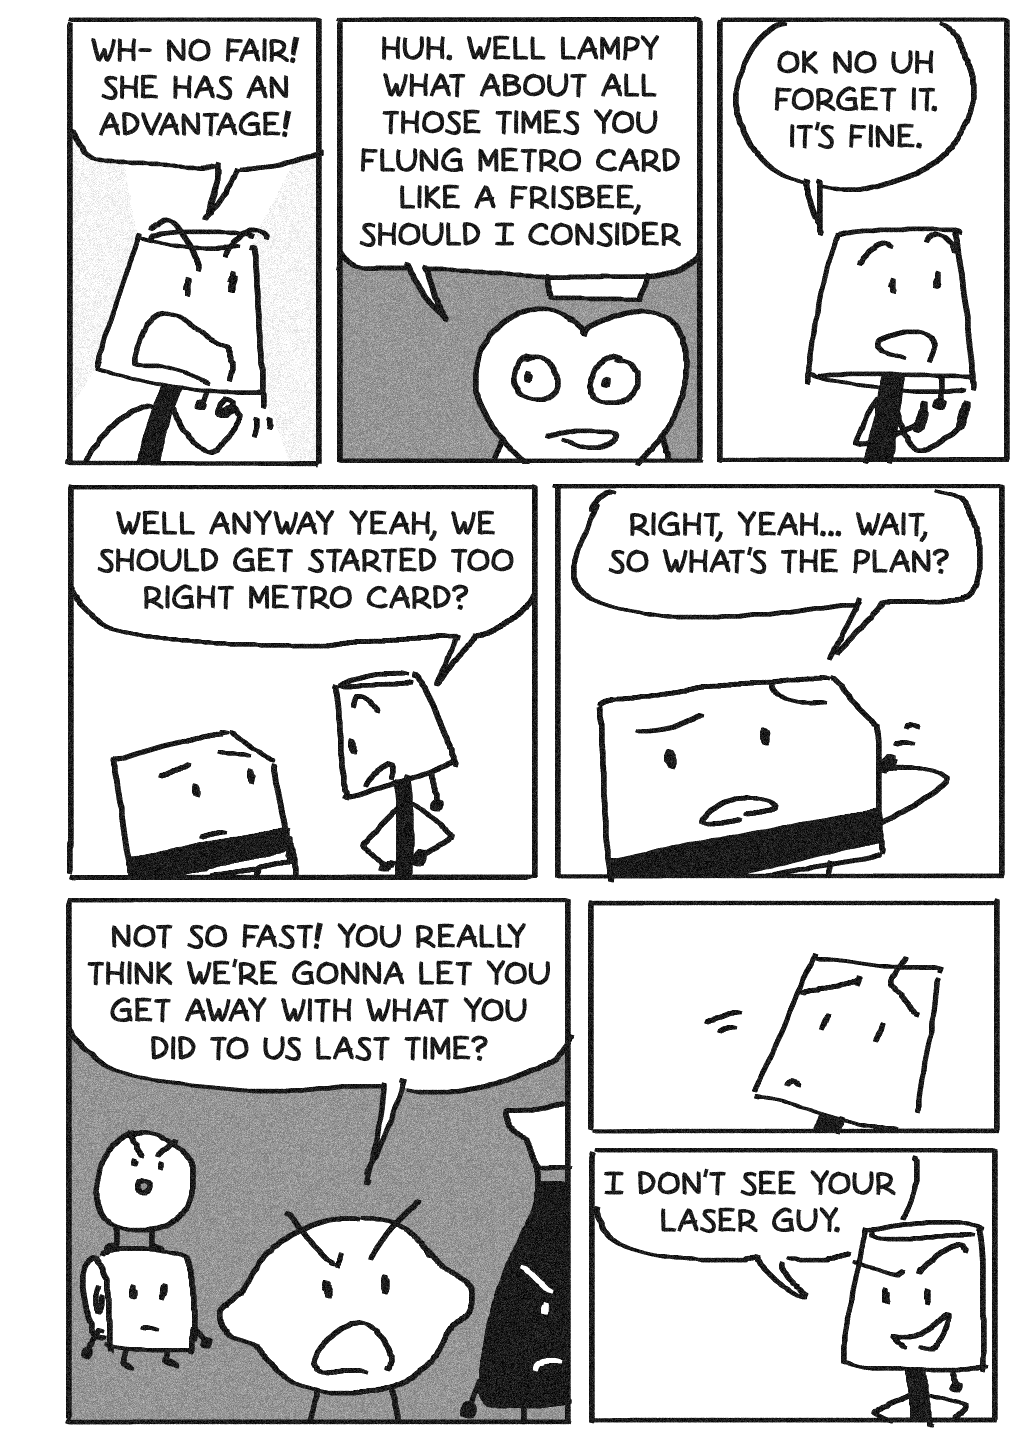 WH- NO FAIR!
SHE HAS AN
ADVANTAGE!
HUH. WELL LAMPY
WHAT ABOUT ALL
THOSE TIMES YOU
FLUNG METRO CARD
LIKE A FRISBEE,
SHOULD I CONSIDER
OK NO UH
FORGET IT.
IT'S FINE.
WELL ANYWAY YEAH, WE
SHOULD GET STARTED TOO
RIGHT METRO CARD?
RIGHT, YEAH... WAIT,
SO WHAT'S THE PLAN?
NOT SO FAST! YOU REALLY
THINK WE'RE GONNA LET YOU
GET AWAY WITH WHAT YOU
DID TO US LAST TIME?
I DON'T SEE YOUR
LASER GUY.